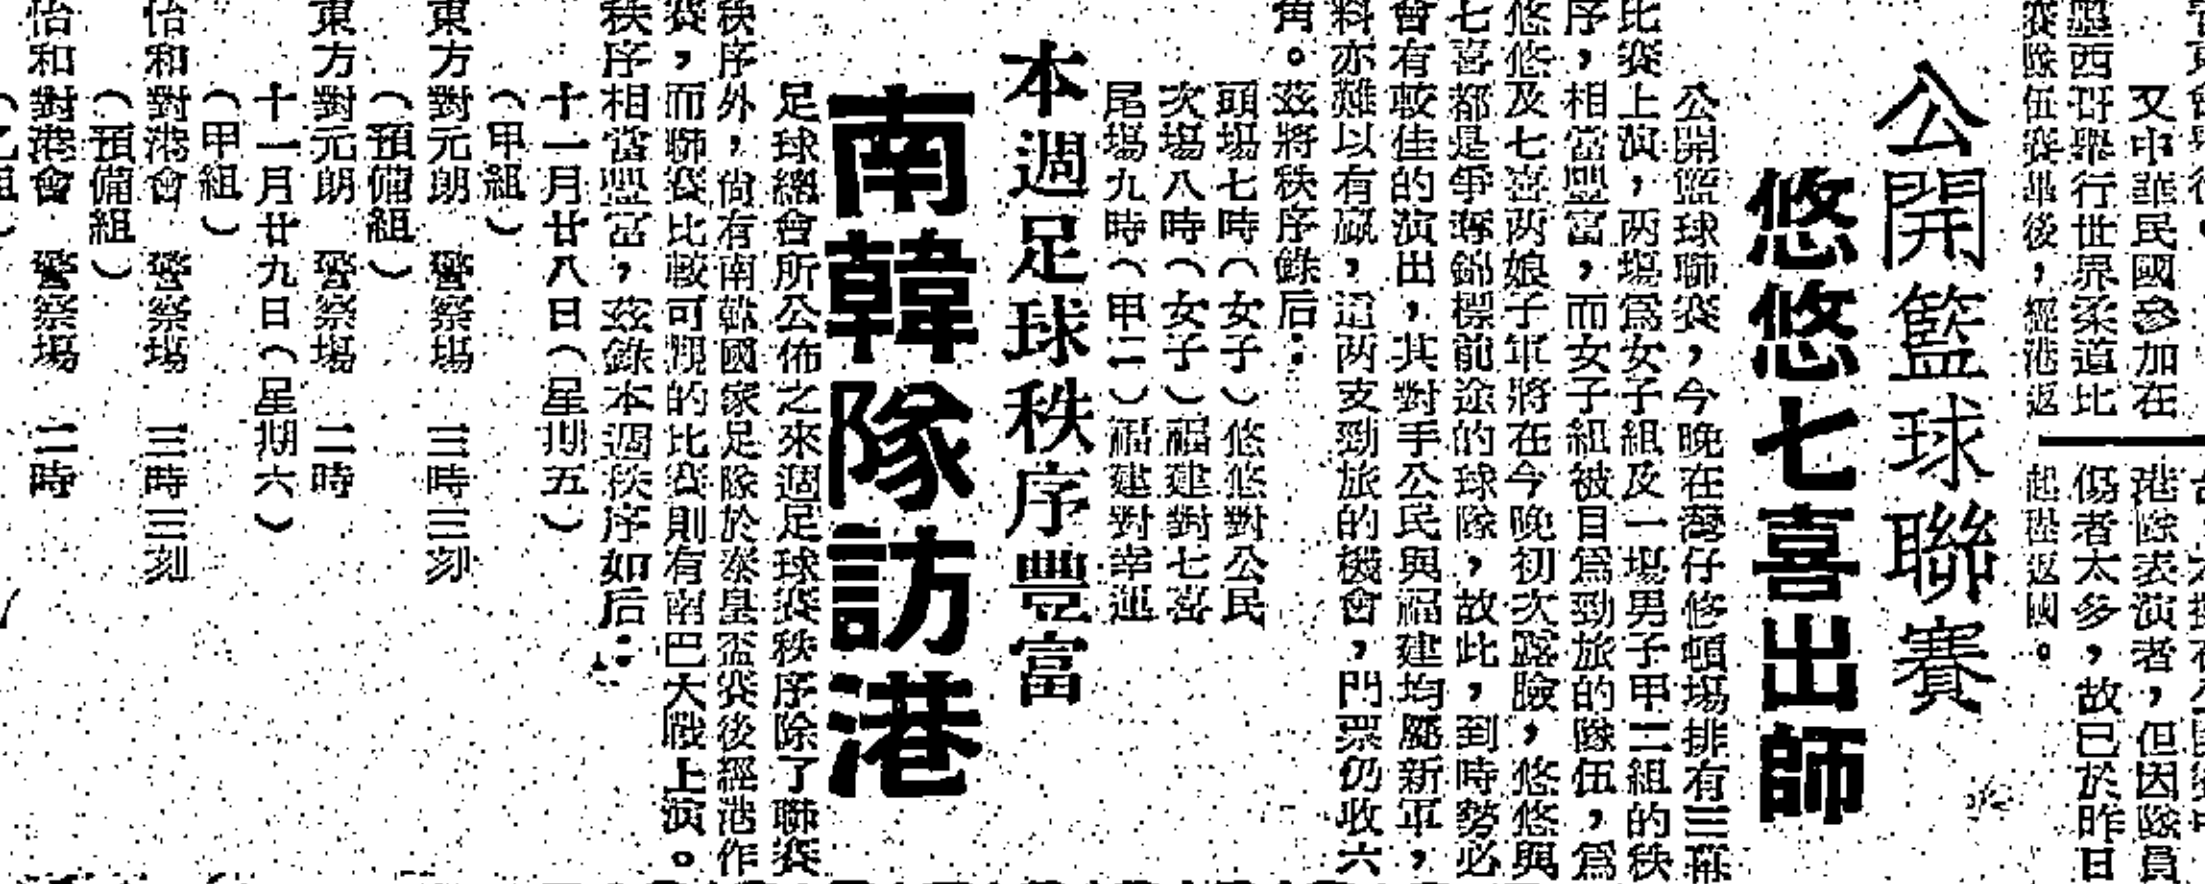 又中華民國參加在
墨西哥舉行世界柔道比
賽隊伍賽畢後，經港返
港隊表演者，但因隊員
傷者太多，故已於昨日
起程返國。
公開籃球聯賽
悠悠七喜出師
公開籃球聯賽，今晚在灣仔修頓場排有三幕
比賽上演，两場爲女子組及一場男子甲二組的秩
序，相當豐富，而女子組被目爲勁旅的隊伍，爲
悠悠及七喜两娘子軍將在今晚初次露臉，悠悠與
七喜都是爭奪錦標前途的球隊，故此，到時勢必
會有較佳的演出，其對手公民與福建均屬新軍，
料亦難以有贏，這两支勁旅的機會，門票仍收六
角。茲將秩序錄后：
頭場七時（女子）悠悠對公民
次場八時（女子）福建對七喜
尾場九時（甲二）福建對幸運
本週足球秩序豐富
南韓隊訪港
足球總會所公佈之來週足球賽秩序除了聯賽
秩序外，尙有南韓國家足隊於泰皇盃賽後經港作
賽，而聯賽比較可觀的比賽則有南巴大戰上演。
秩序相當豐富，茲錄本週秩序如后：
十一月廿八日（星期五）
（甲組）
東方對元朗　警察場　三時三刻
（預備組）
東方對元朗　警察場　二時
十一月廿九日（星期六）
（甲組）
怡和對港會　警察場　三時三刻
（預備組）
怡和對港會　警察場　二時
（乙組）